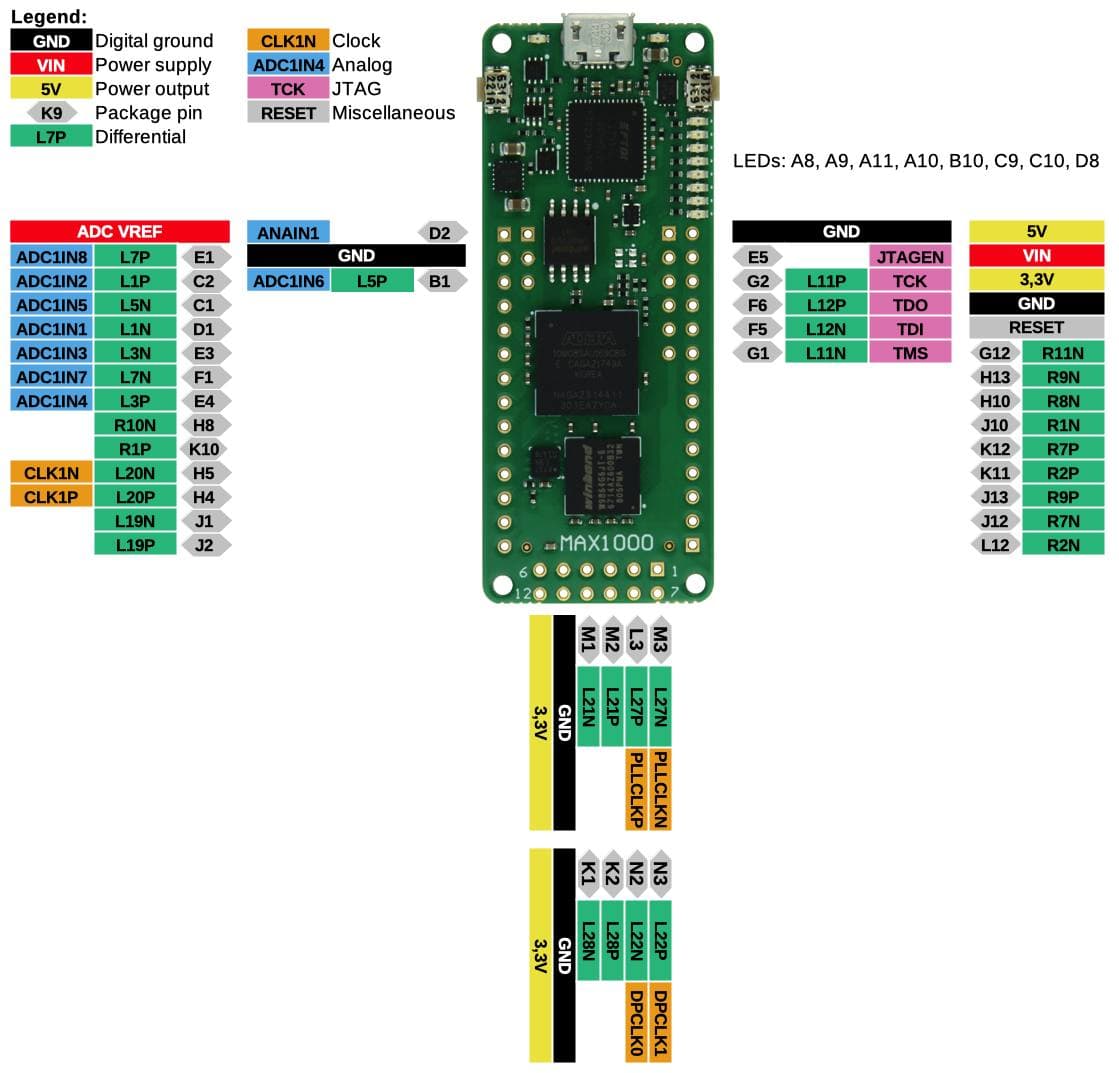 Legend:
GND Digital ground
VIN Power supply
5V Power output
K9 Package pin
L7P Differential
CLK1N Clock
ADC1IN4 Analog
TCK JTAG
RESET Miscellaneous
LEDs: A8, A9, A11, A10, B10, C9, C10, D8
ADC VREF
ADC1IN8 L7P E1
ADC1IN2 L1P C2
ADC1IN5 L5N C1
ADC1IN1 L1N D1
ADC1IN3 L3N E3
ADC1IN7 L7N F1
ADC1IN4 L3P E4
R10N H8
R1P K10
CLK1N L20N H5
CLK1P L20P H4
L19N J1
L19P J2
ANAIN1 D2
GND
ADC1IN6 L5P B1
FTDI
winbond
MAX1000
6 1
12 7
GND
E5 JTAGEN
G2 L11P TCK
F6 L12P TDO
F5 L12N TDI
G1 L11N TMS
5V
VIN
3,3V
GND
RESET
G12 R11N
H13 R9N
H10 R8N
J10 R1N
K12 R7P
K11 R2P
J13 R9P
J12 R7N
L12 R2N
3,3V
GND
M1 L21N
M2 L21P
L3 L27P PLLCLKP
M3 L27N PLLCLKN
3,3V
GND
K1 L28N
K2 L28P
N2 L22N DPCLK0
N3 L22P DPCLK1